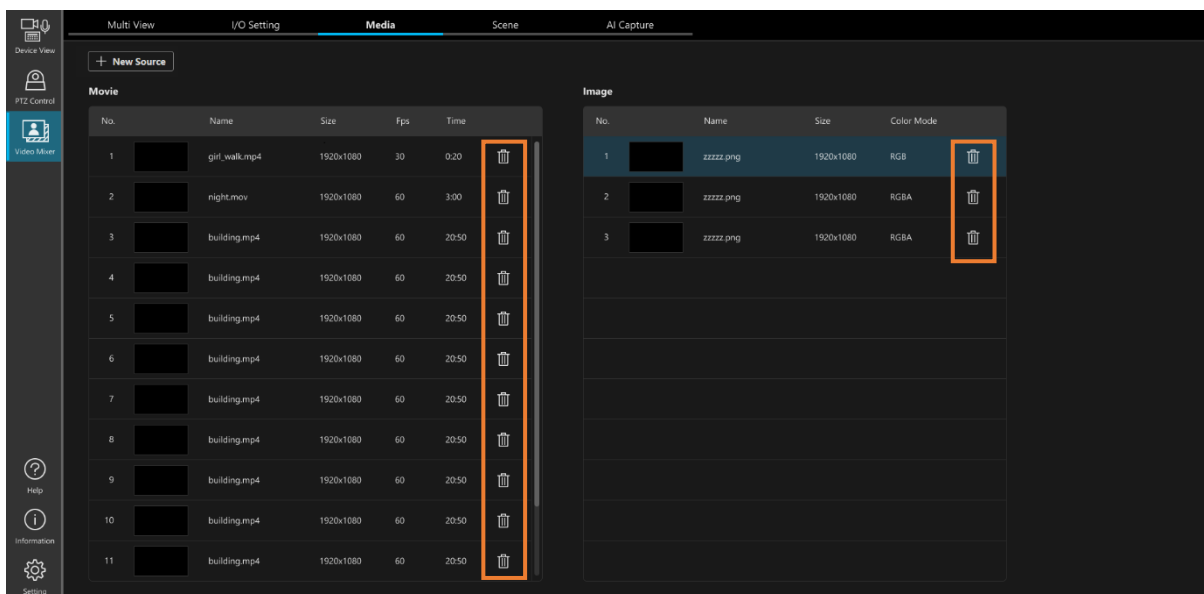 Multi View I/O Setting Media Scene AI Capture
Device View
PTZ Control
Video Mixer
Help
Information
Setting
+ New Source
Movie
No. Name Size Fps Time
1 girl_walk.mp4 1920x1080 30 0:20
2 night.mov 1920x1080 60 3:00
3 building.mp4 1920x1080 60 20:50
4 building.mp4 1920x1080 60 20:50
5 building.mp4 1920x1080 60 20:50
6 building.mp4 1920x1080 60 20:50
7 building.mp4 1920x1080 60 20:50
8 building.mp4 1920x1080 60 20:50
9 building.mp4 1920x1080 60 20:50
10 building.mp4 1920x1080 60 20:50
11 building.mp4 1920x1080 60 20:50
Image
No. Name Size Color Mode
1 zzzzz.png 1920x1080 RGB
2 zzzzz.png 1920x1080 RGBA
3 zzzzz.png 1920x1080 RGBA